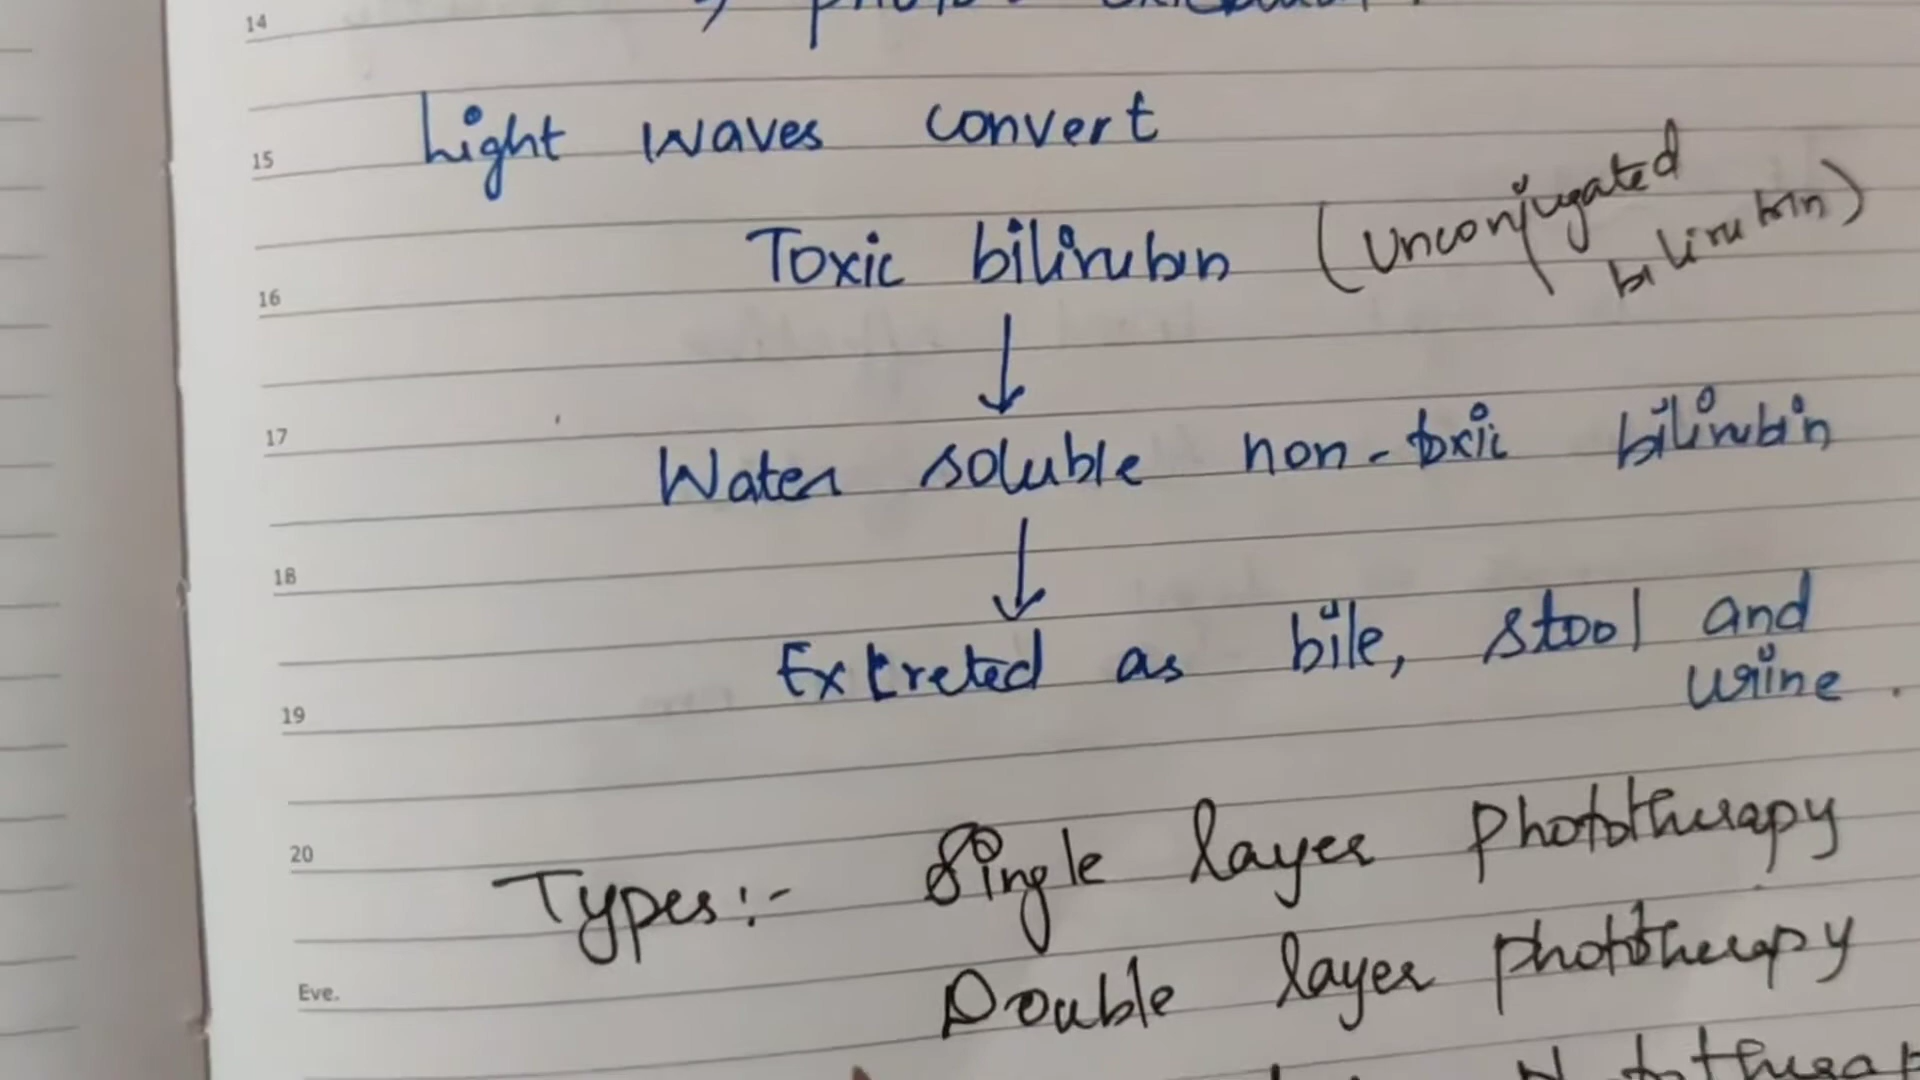 14
15 Light waves convert
Toxic bilirubin (Unconjugated
bilirubin)
16
↓
17 Water soluble non-toxic bilirubin
18
↓
Extreted as bile, stool and
urine.
19
20
Types:- Single layer phototherapy
Double layer phototherapy
Eve.